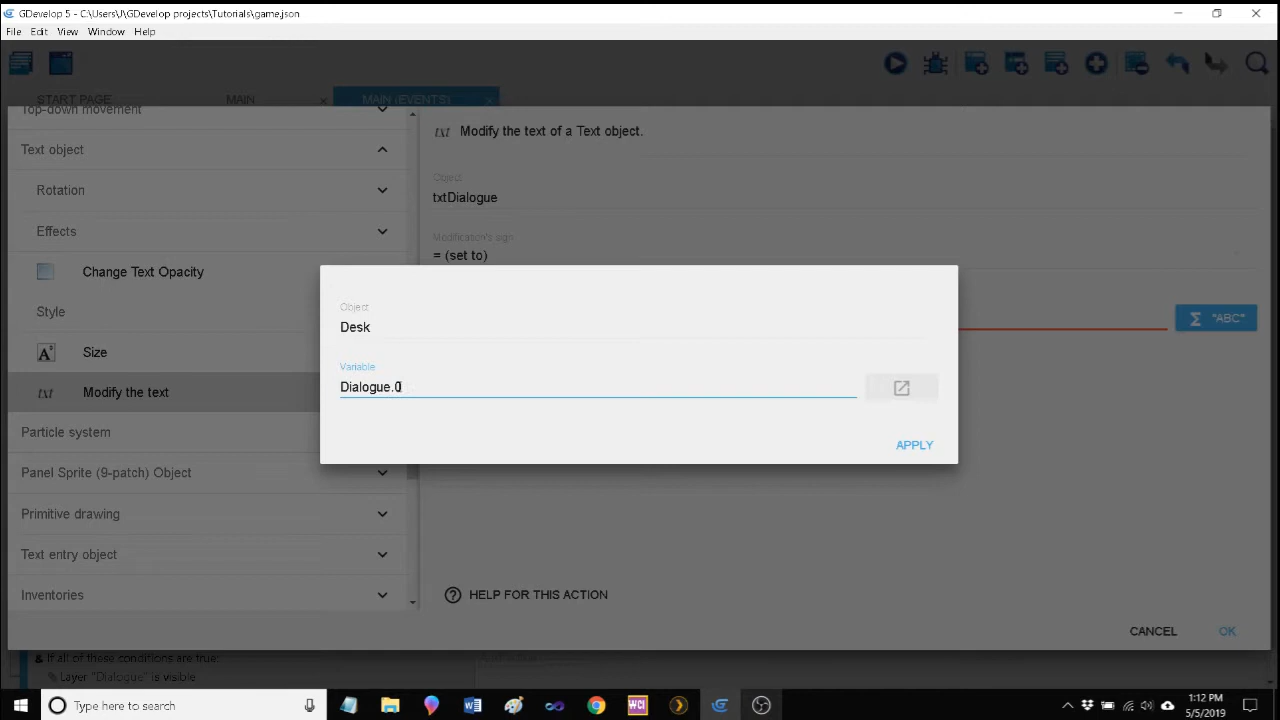 GDevelop 5 - C:\Users\J\GDevelop projects\Tutorials\game.json
File Edit View Window Help
START PAGE MAIN × MAIN (EVENTS) ×
Top-down movement
Text object
Rotation
Effects
Change Text Opacity
Style
A Size
txt Modify the text
Particle system
Panel Sprite (9-patch) Object
Primitive drawing
Text entry object
Inventories
txt Modify the text of a Text object.
Object
txtDialogue
Modification's sign
= (set to)
Σ "ABC"
Object
Desk
Variable
Dialogue.0
APPLY
? HELP FOR THIS ACTION
CANCEL OK
& If all of these conditions are true:
Layer "Dialogue" is visible
Type here to search
W
WCI
1:12 PM
5/5/2019